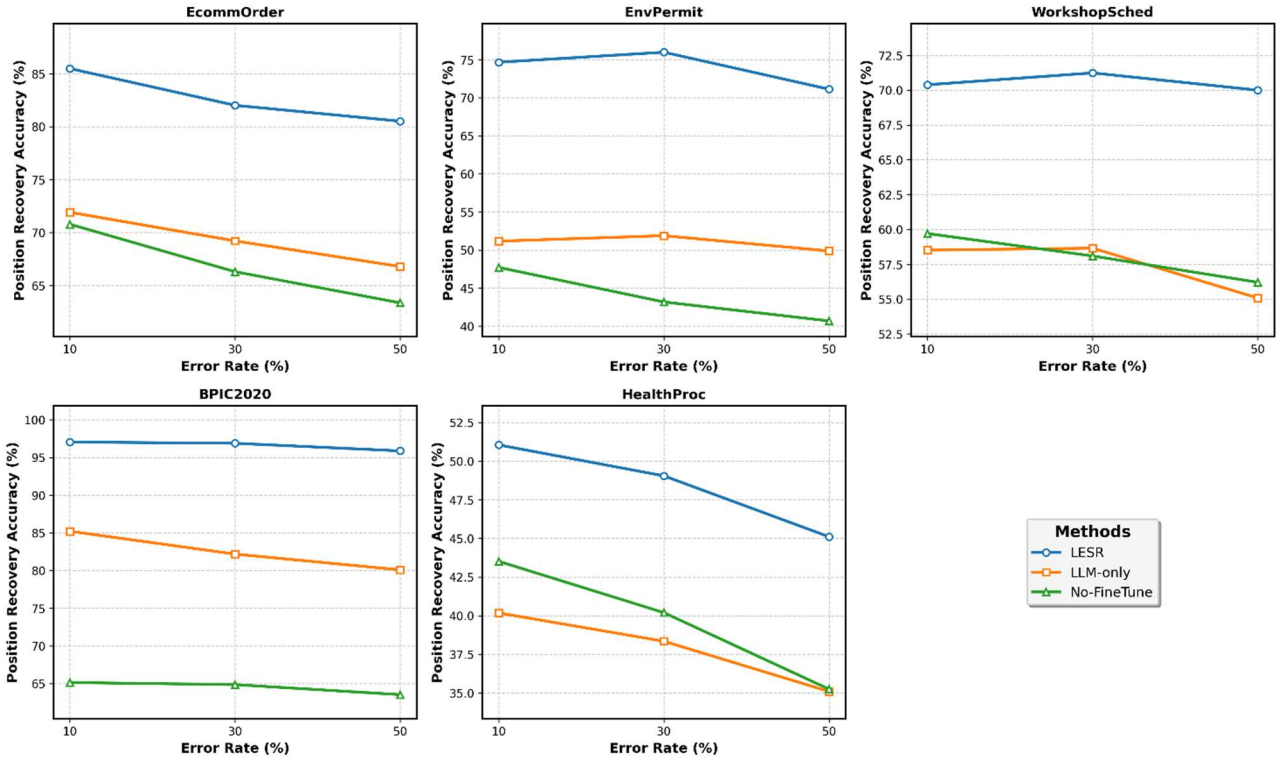 EcommOrder
Position Recovery Accuracy (%)
85
80
75
70
65
10
30
50
Error Rate (%)
EnvPermit
Position Recovery Accuracy (%)
75
70
65
60
55
50
45
40
10
30
50
Error Rate (%)
WorkshopSched
Position Recovery Accuracy (%)
72.5
70.0
67.5
65.0
62.5
60.0
57.5
55.0
52.5
10
30
50
Error Rate (%)
BPIC2020
Position Recovery Accuracy (%)
100
95
90
85
80
75
70
65
10
30
50
Error Rate (%)
HealthProc
Position Recovery Accuracy (%)
52.5
50.0
47.5
45.0
42.5
40.0
37.5
35.0
10
30
50
Error Rate (%)
Methods
LESR
LLM-only
No-FineTune